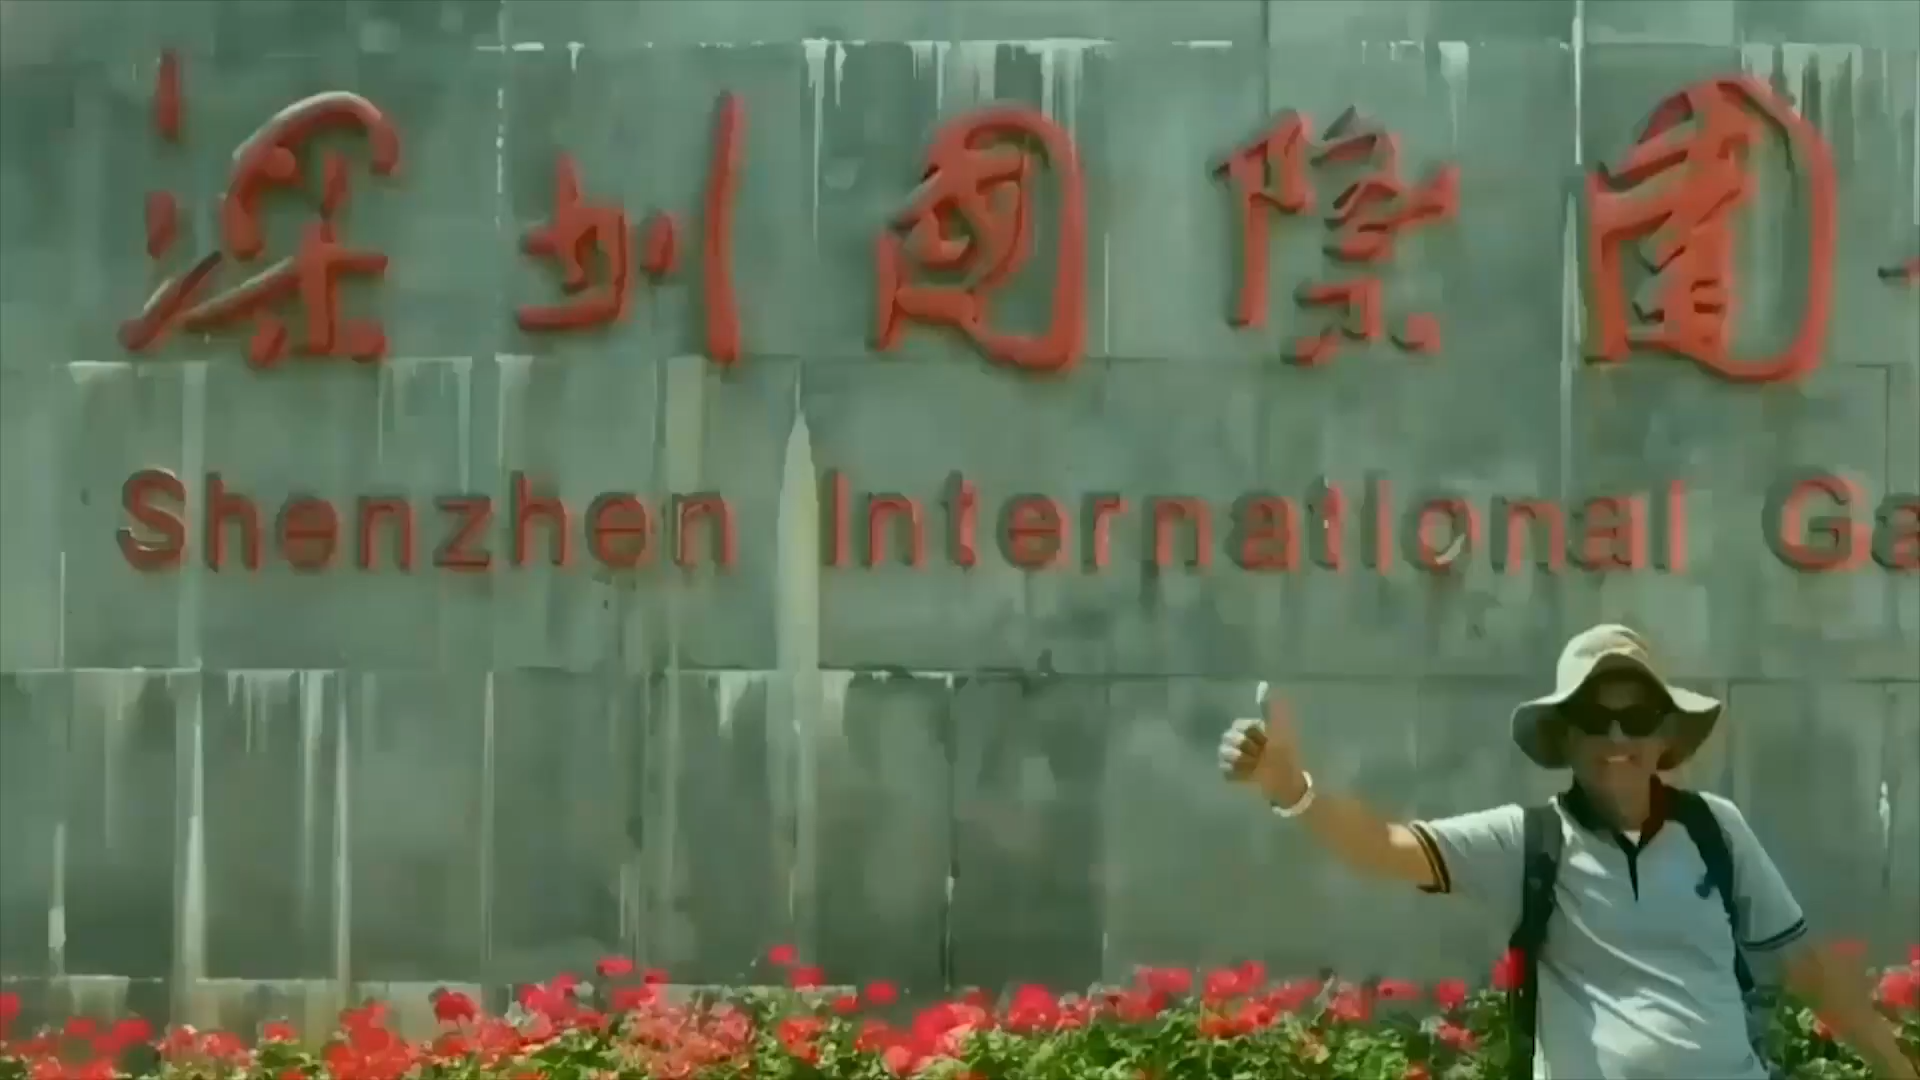 深圳國際園
Shenzhen International Ga